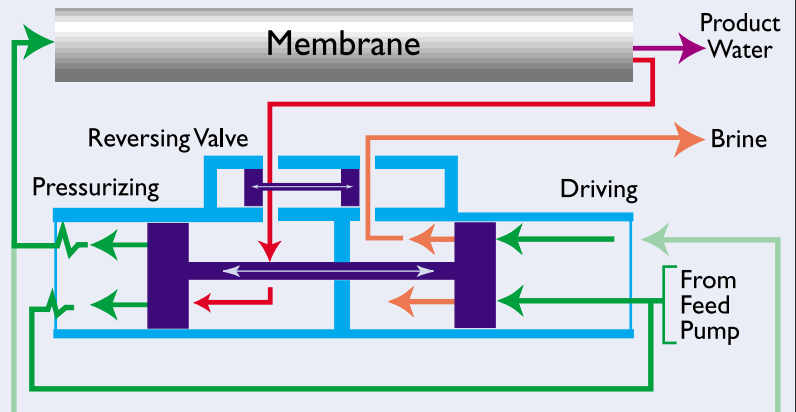 Membrane
Product
Water
Reversing Valve
Brine
Pressurizing
Driving
From
Feed
Pump